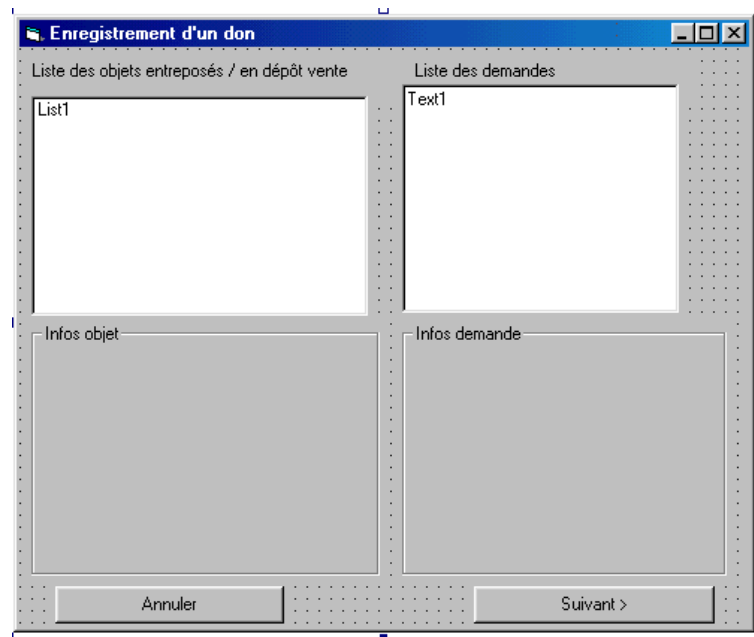 Enregistrement d'un don
Liste des objets entreposés / en dépôt vente
Liste des demandes
List1
Text1
Infos objet
Infos demande
Annuler
Suivant >